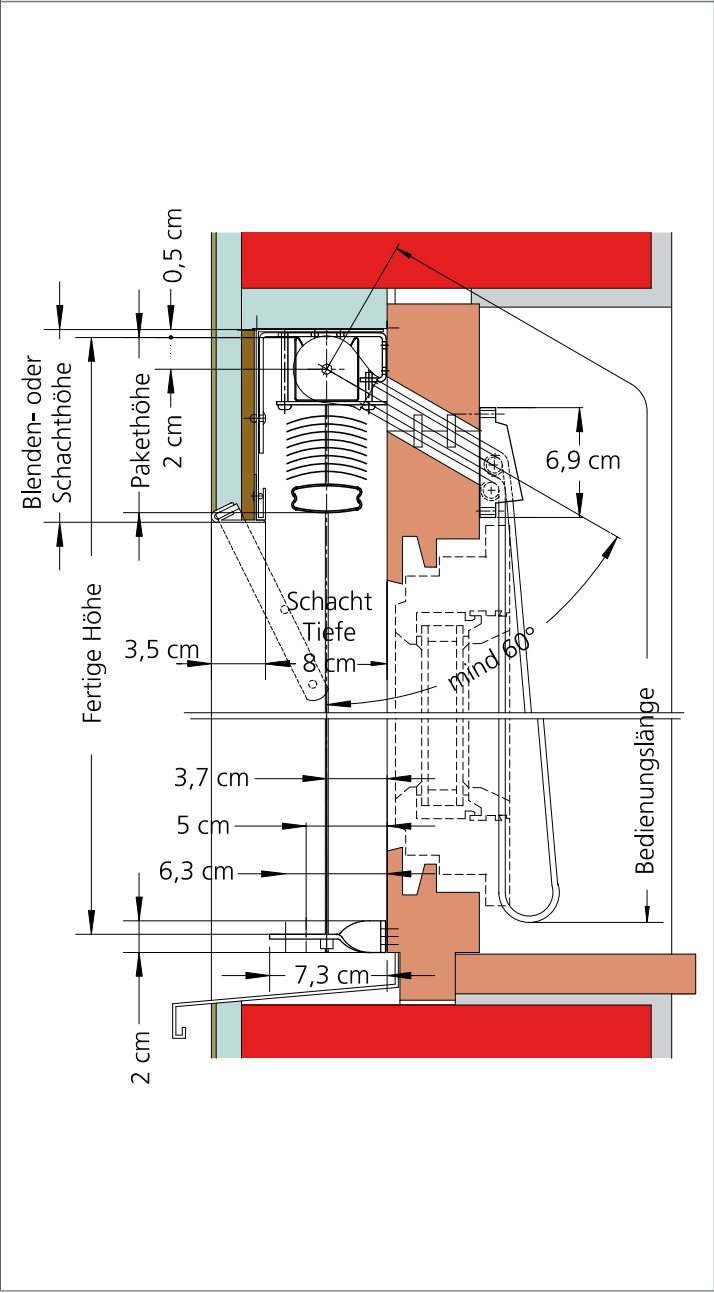 0,5 cm
Blenden- oder
Schachthöhe
Pakethöhe
2 cm
6,9 cm
Fertige Höhe
3,5 cm
Schacht
Tiefe
8 cm
mind 60°
3,7 cm
5 cm
6,3 cm
7,3 cm
2 cm
Bedienungslänge